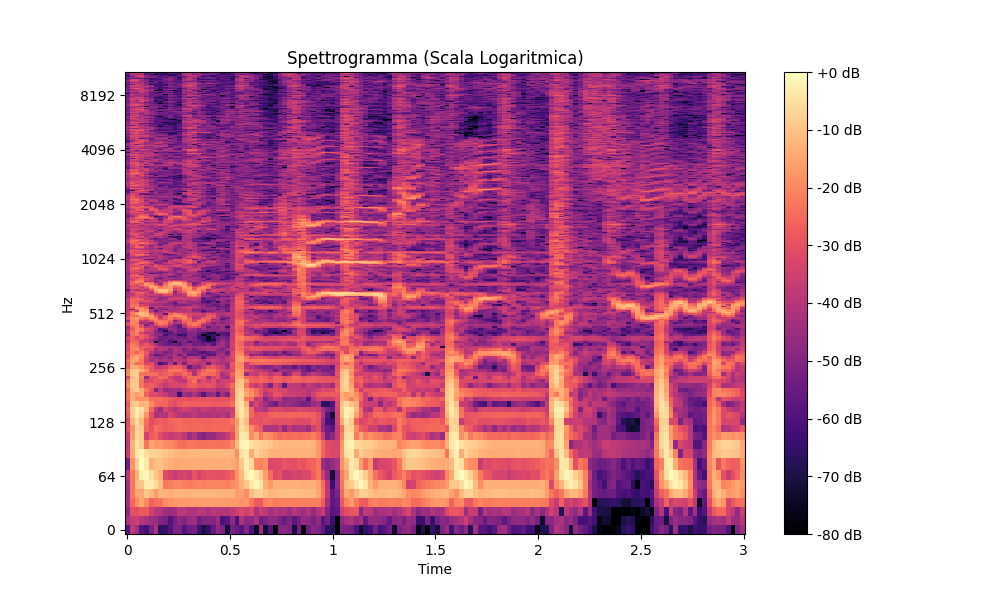 Spettrogramma (Scala Logaritmica)
Hz
8192
4096
2048
1024
512
256
128
64
0
0
0.5
1
1.5
2
2.5
3
Time
+0 dB
-10 dB
-20 dB
-30 dB
-40 dB
-50 dB
-60 dB
-70 dB
-80 dB